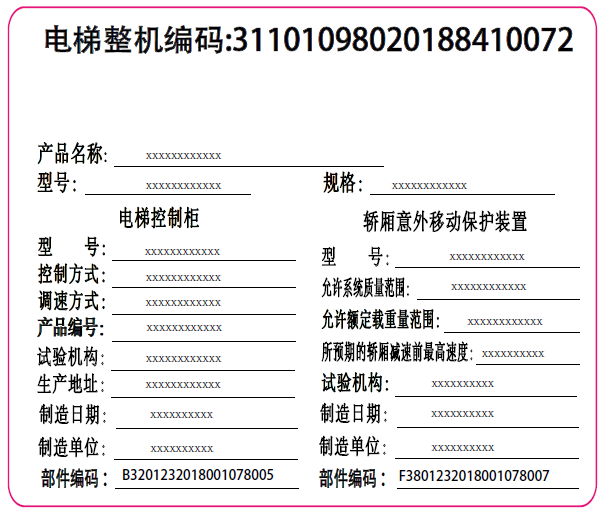 电梯整机编码:31101098020188410072
产品名称: xxxxxxxxxxxx
型号: xxxxxxxxxxxx 规格: xxxxxxxxxxxx
电梯控制柜
型 号: xxxxxxxxxxxx
控制方式: xxxxxxxxxxxx
调速方式: xxxxxxxxxxxx
产品编号: xxxxxxxxxxxx
试验机构: xxxxxxxxxxxx
生产地址: xxxxxxxxxxxx
制造日期: xxxxxxxxxx
制造单位: xxxxxxxxxx
部件编码: B3201232018001078005
轿厢意外移动保护装置
型 号: xxxxxxxxxxxx
允许系统质量范围: xxxxxxxxxxxx
允许额定载重量范围: xxxxxxxxxxxx
所预期的轿厢减速前最高速度: xxxxxxxxxx
试验机构: xxxxxxxxxx
制造日期: xxxxxxxxxx
制造单位: xxxxxxxxxx
部件编码: F3801232018001078007